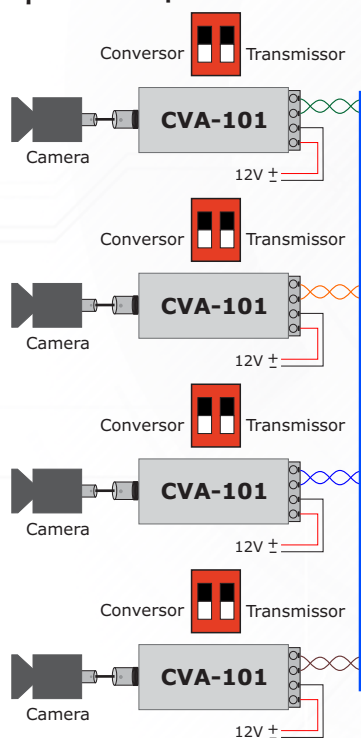 Conversor Transmissor
CVA-101
Camera
12V + -
Conversor Transmissor
CVA-101
Camera
12V + -
Conversor Transmissor
CVA-101
Camera
12V + -
Conversor Transmissor
CVA-101
Camera
12V + -